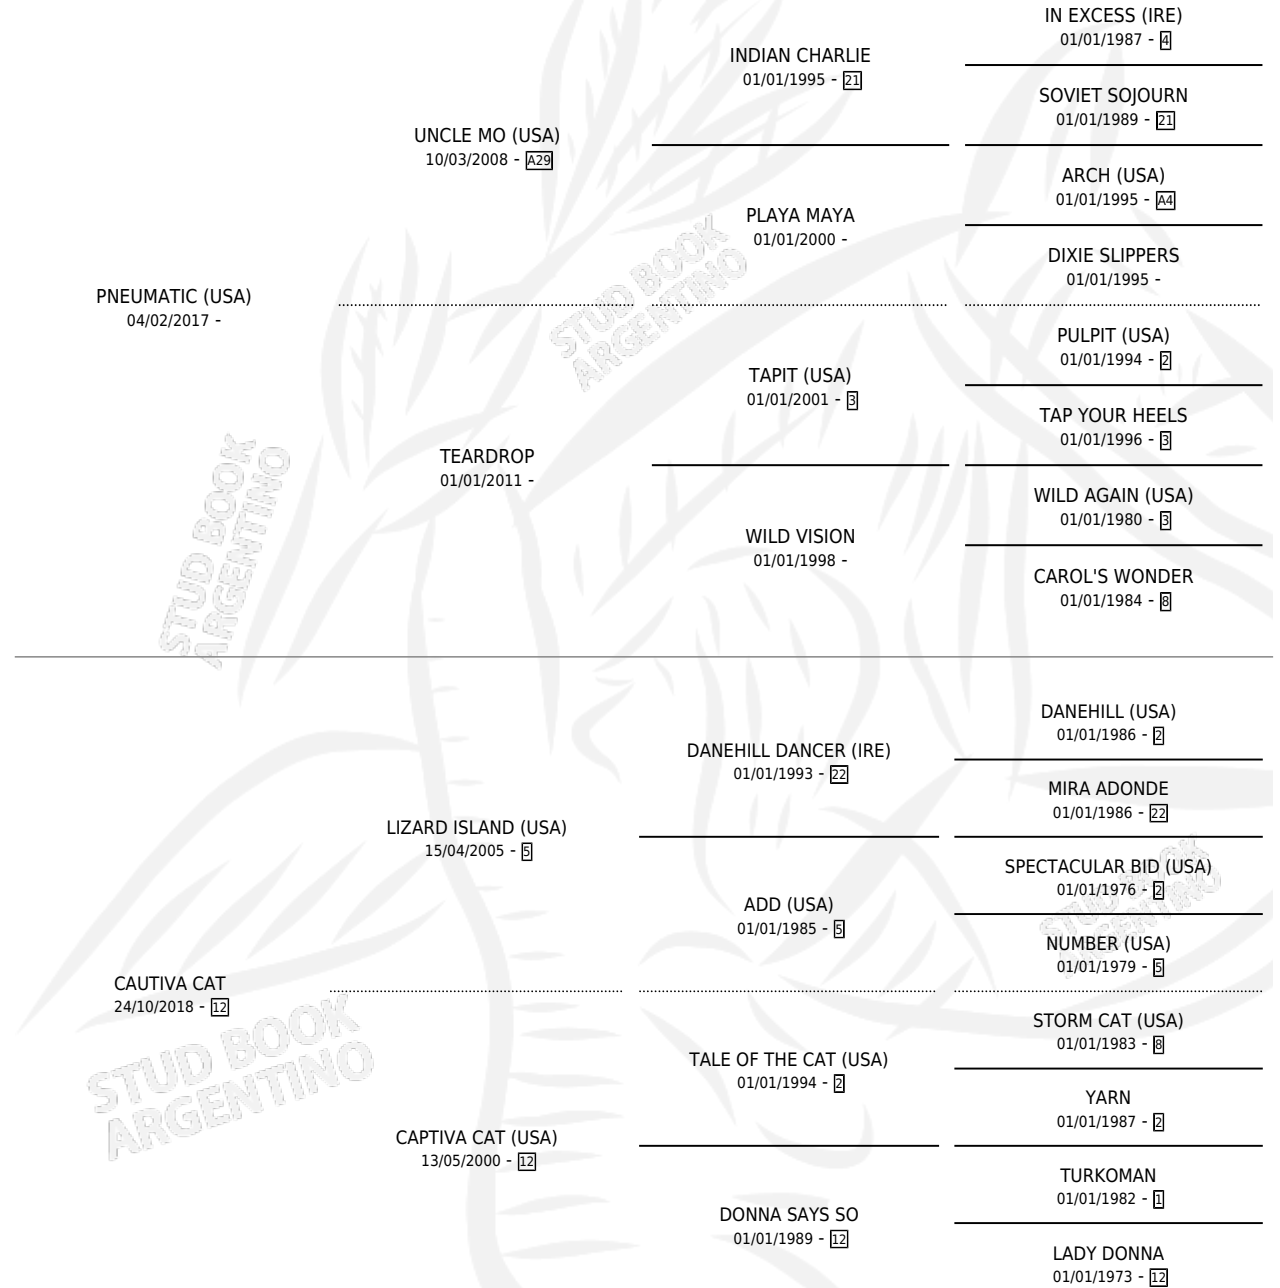 IN EXCESS (IRE)
01/01/1987 - 4
INDIAN CHARLIE
01/01/1995 - 21
SOVIET SOJOURN
01/01/1989 - 21
UNCLE MO (USA)
10/03/2008 - A29
ARCH (USA)
01/01/1995 - A4
PLAYA MAYA
01/01/2000 -
DIXIE SLIPPERS
01/01/1995 -
PNEUMATIC (USA)
04/02/2017 -
STUD BOOK
ARGENTINO
PULPIT (USA)
01/01/1994 - 2
TAPIT (USA)
01/01/2001 - 3
TAP YOUR HEELS
01/01/1996 - 3
TEARDROP
01/01/2011 -
WILD AGAIN (USA)
01/01/1980 - 3
WILD VISION
01/01/1998 -
CAROL'S WONDER
01/01/1984 - 8
STUD BOOK
ARGENTINO
DANEHILL (USA)
01/01/1986 - 2
DANEHILL DANCER (IRE)
01/01/1993 - 22
MIRA ADONDE
01/01/1986 - 22
LIZARD ISLAND (USA)
15/04/2005 - 5
SPECTACULAR BID (USA)
01/01/1976 - 2
ADD (USA)
01/01/1985 - 5
NUMBER (USA)
01/01/1979 - 5
STUD BOOK
ARGENTINO
CAUTIVA CAT
24/10/2018 - 12
STORM CAT (USA)
01/01/1983 - 8
TALE OF THE CAT (USA)
01/01/1994 - 2
YARN
01/01/1987 - 2
STUD BOOK
ARGENTINO
CAPTIVA CAT (USA)
13/05/2000 - 12
TURKOMAN
01/01/1982 - 1
DONNA SAYS SO
01/01/1989 - 12
LADY DONNA
01/01/1973 - 12